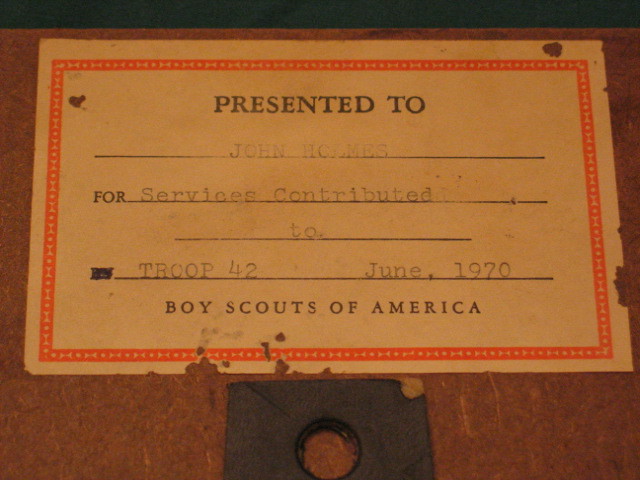 PRESENTED TO
JOHN HOLMES
FOR Services Contributed
to
TROOP 42 June, 1970
BOY SCOUTS OF AMERICA